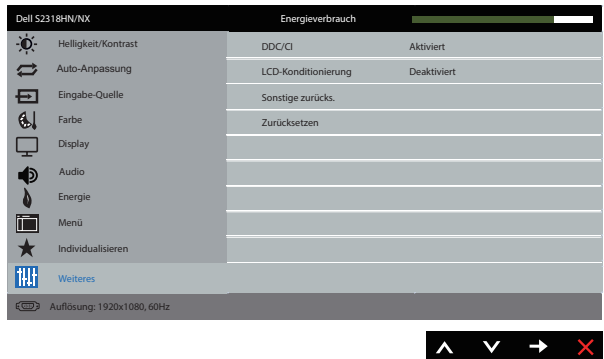 Dell S2318HN/NX Energieverbrauch
Helligkeit/Kontrast
Auto-Anpassung
Eingabe-Quelle
Farbe
Display
Audio
Energie
Menü
Individualisieren
Weiteres
DDC/CI Aktiviert
LCD-Konditionierung Deaktiviert
Sonstige zurücks.
Zurücksetzen
Auflösung: 1920x1080, 60Hz